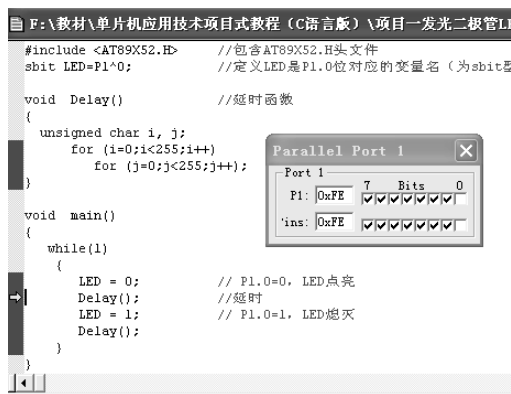 F:\教材\单片机应用技术项目式教程（C语言版）\项目一发光二极管LE
#include <AT89X52.H>    //包含AT89X52.H头文件
sbit LED=P1^0;    //定义LED是P1.0位对应的变量名（为sbit型
void  Delay()    //延时函数
{
unsigned char i, j;
for (i=0;i<255;i++)
for (j=0;j<255;j++);
}
void  main()
{
while(1)
{
LED = 0;    // P1.0=0, LED点亮
Delay();    //延时
LED = 1;    // P1.0=1, LED熄灭
Delay();
}
}
Parallel Port 1
Port 1
7  Bits  0
P1: 0xFE
'ins: 0xFE